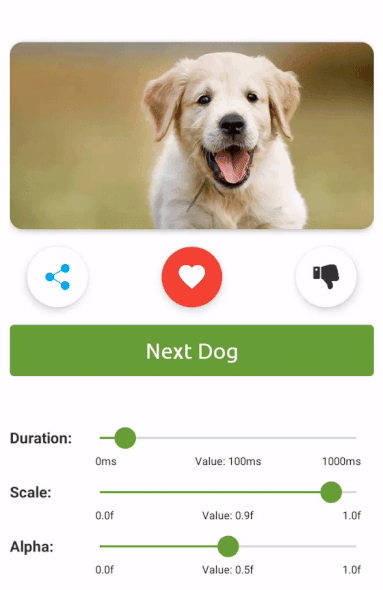 Next Dog
Duration:
0ms Value: 100ms 1000ms
Scale:
0.0f Value: 0.9f 1.0f
Alpha:
0.0f Value: 0.5f 1.0f